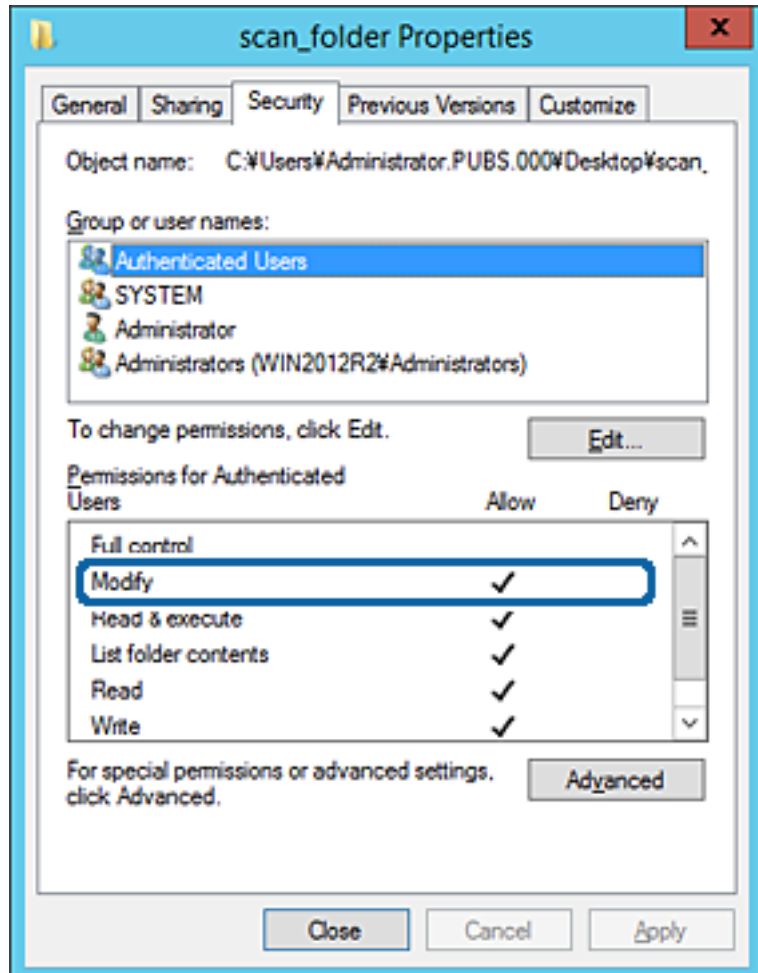 scan_folder Properties
x
General Sharing Security Previous Versions Customize
Object name: C:¥Users¥Administrator.PUBS.000¥Desktop¥scan_
Group or user names:
Authenticated Users
SYSTEM
Administrator
Administrators (WIN2012R2¥Administrators)
To change permissions, click Edit.
Edit...
Permissions for Authenticated
Users Allow Deny
Full control
Modify
Read & execute
List folder contents
Read
Write
For special permissions or advanced settings,
click Advanced.
Advanced
Close Cancel Apply